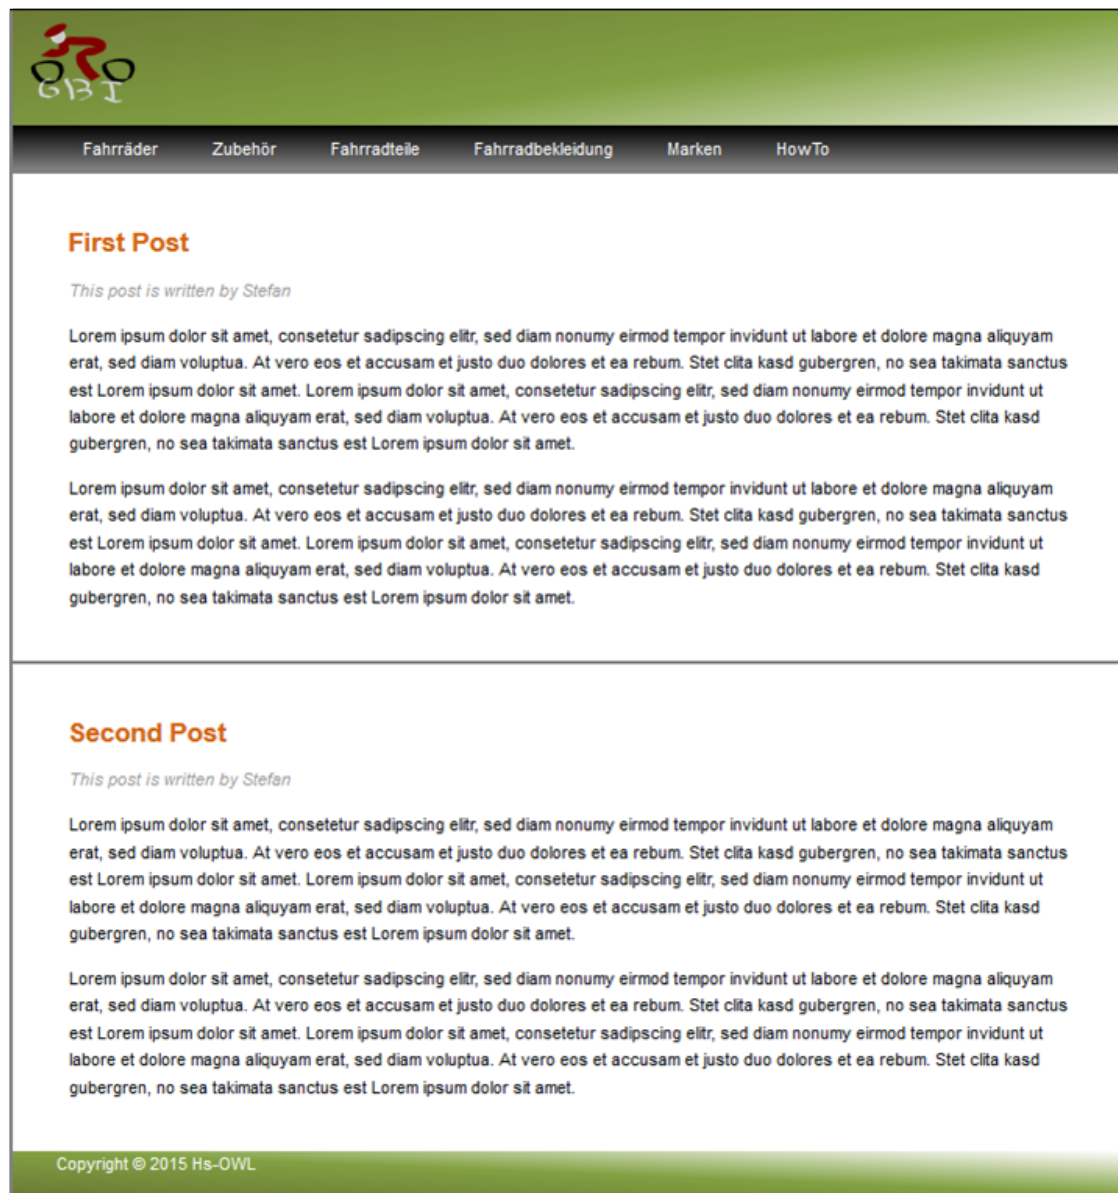 GBI
Fahrräder Zubehör Fahrradteile Fahrradbekleidung Marken HowTo
First Post
This post is written by Stefan
Lorem ipsum dolor sit amet, consetetur sadipscing elitr, sed diam nonumy eirmod tempor invidunt ut labore et dolore magna aliquyam
erat, sed diam voluptua. At vero eos et accusam et justo duo dolores et ea rebum. Stet clita kasd gubergren, no sea takimata sanctus
est Lorem ipsum dolor sit amet. Lorem ipsum dolor sit amet, consetetur sadipscing elitr, sed diam nonumy eirmod tempor invidunt ut
labore et dolore magna aliquyam erat, sed diam voluptua. At vero eos et accusam et justo duo dolores et ea rebum. Stet clita kasd
gubergren, no sea takimata sanctus est Lorem ipsum dolor sit amet.
Lorem ipsum dolor sit amet, consetetur sadipscing elitr, sed diam nonumy eirmod tempor invidunt ut labore et dolore magna aliquyam
erat, sed diam voluptua. At vero eos et accusam et justo duo dolores et ea rebum. Stet clita kasd gubergren, no sea takimata sanctus
est Lorem ipsum dolor sit amet. Lorem ipsum dolor sit amet, consetetur sadipscing elitr, sed diam nonumy eirmod tempor invidunt ut
labore et dolore magna aliquyam erat, sed diam voluptua. At vero eos et accusam et justo duo dolores et ea rebum. Stet clita kasd
gubergren, no sea takimata sanctus est Lorem ipsum dolor sit amet.
Second Post
This post is written by Stefan
Lorem ipsum dolor sit amet, consetetur sadipscing elitr, sed diam nonumy eirmod tempor invidunt ut labore et dolore magna aliquyam
erat, sed diam voluptua. At vero eos et accusam et justo duo dolores et ea rebum. Stet clita kasd gubergren, no sea takimata sanctus
est Lorem ipsum dolor sit amet. Lorem ipsum dolor sit amet, consetetur sadipscing elitr, sed diam nonumy eirmod tempor invidunt ut
labore et dolore magna aliquyam erat, sed diam voluptua. At vero eos et accusam et justo duo dolores et ea rebum. Stet clita kasd
gubergren, no sea takimata sanctus est Lorem ipsum dolor sit amet.
Lorem ipsum dolor sit amet, consetetur sadipscing elitr, sed diam nonumy eirmod tempor invidunt ut labore et dolore magna aliquyam
erat, sed diam voluptua. At vero eos et accusam et justo duo dolores et ea rebum. Stet clita kasd gubergren, no sea takimata sanctus
est Lorem ipsum dolor sit amet. Lorem ipsum dolor sit amet, consetetur sadipscing elitr, sed diam nonumy eirmod tempor invidunt ut
labore et dolore magna aliquyam erat, sed diam voluptua. At vero eos et accusam et justo duo dolores et ea rebum. Stet clita kasd
gubergren, no sea takimata sanctus est Lorem ipsum dolor sit amet.
Copyright © 2015 Hs-OWL